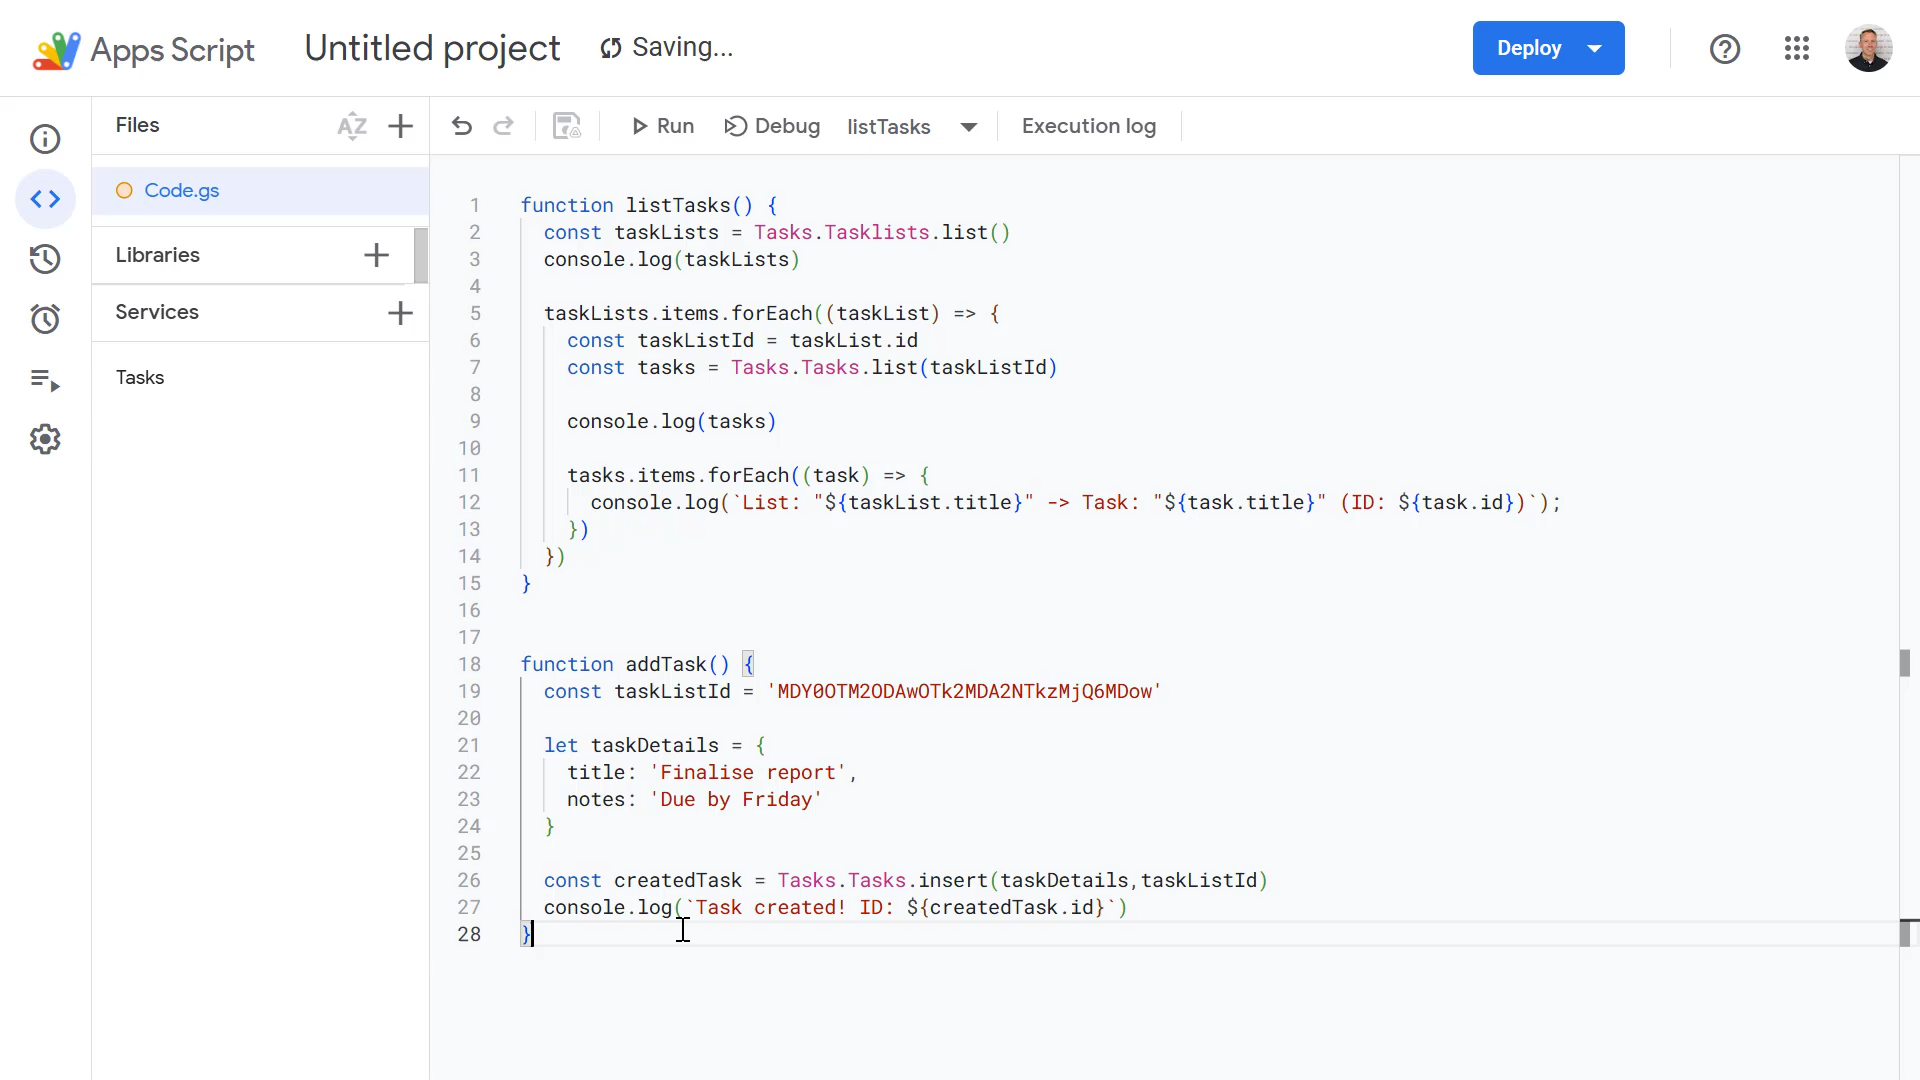 Apps Script
Untitled project
Saving...
Deploy
Files
AZ
Run
Debug
listTasks
Execution log
Code.gs
Libraries
Services
Tasks
1 function listTasks() {
2 const taskLists = Tasks.Tasklists.list()
3 console.log(taskLists)
4
5 taskLists.items.forEach((taskList) => {
6 const taskListId = taskList.id
7 const tasks = Tasks.Tasks.list(taskListId)
8
9 console.log(tasks)
10
11 tasks.items.forEach((task) => {
12 console.log(`List: "${taskList.title}" -> Task: "${task.title}" (ID: ${task.id})`);
13 })
14 })
15 }
16
17
18 function addTask() {
19 const taskListId = 'MDY0OTM2ODAwOTk2MDA2NTkzMjQ6MDow'
20
21 let taskDetails = {
22 title: 'Finalise report',
23 notes: 'Due by Friday'
24 }
25
26 const createdTask = Tasks.Tasks.insert(taskDetails,taskListId)
27 console.log(`Task created! ID: ${createdTask.id}`)
28 }